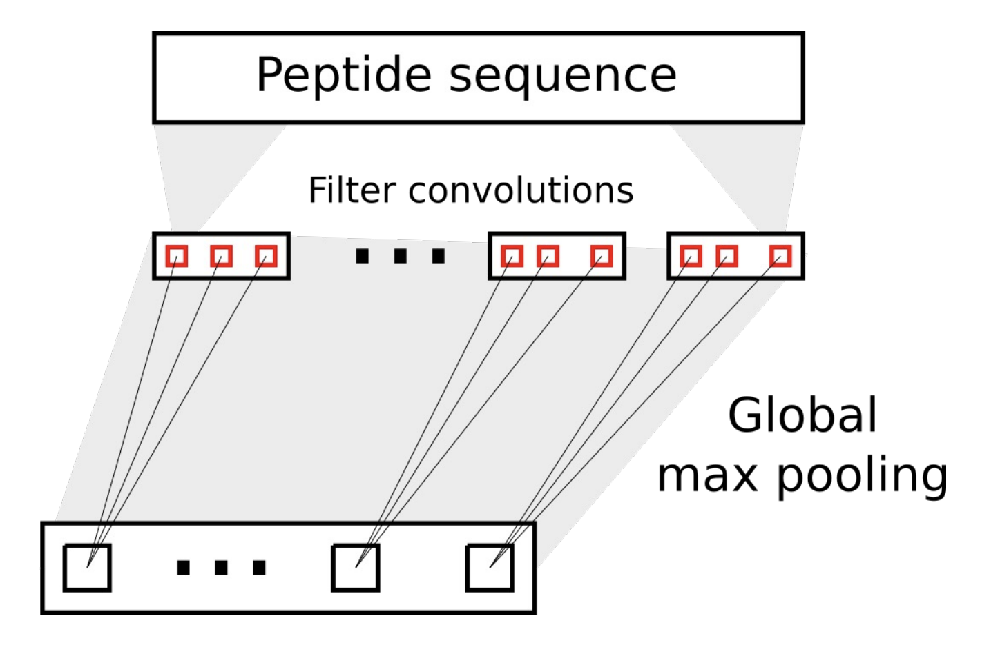 Peptide sequence
Filter convolutions
Global
max pooling